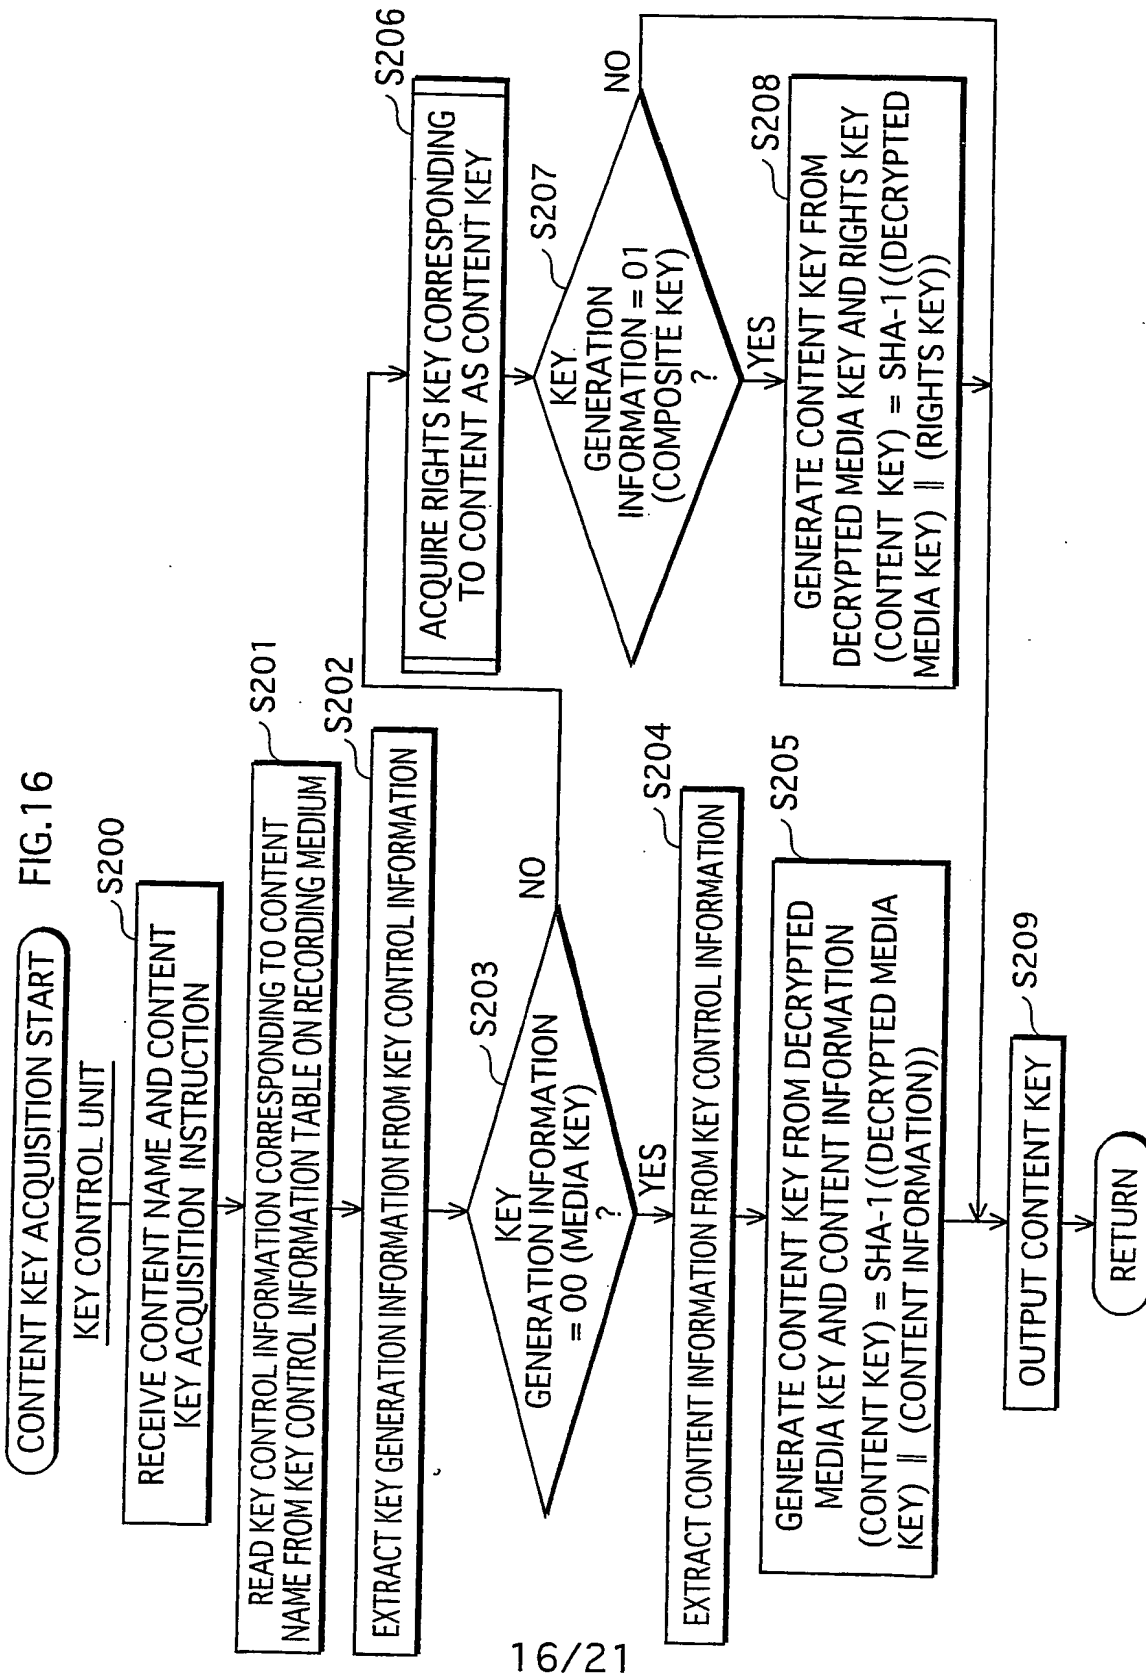 FIG.16
CONTENT KEY ACQUISITION START
KEY CONTROL UNIT
S200
RECEIVE CONTENT NAME AND CONTENT
KEY ACQUISITION INSTRUCTION
S201
READ KEY CONTROL INFORMATION CORRESPONDING TO CONTENT
NAME FROM KEY CONTROL INFORMATION TABLE ON RECORDING MEDIUM
S202
EXTRACT KEY GENERATION INFORMATION FROM KEY CONTROL INFORMATION
S203
KEY
GENERATION INFORMATION
= 00 (MEDIA KEY)
?
NO
YES
S204
EXTRACT CONTENT INFORMATION FROM KEY CONTROL INFORMATION
S205
GENERATE CONTENT KEY FROM DECRYPTED
MEDIA KEY AND CONTENT INFORMATION
(CONTENT KEY) = SHA-1((DECRYPTED MEDIA
KEY) || (CONTENT INFORMATION))
S206
ACQUIRE RIGHTS KEY CORRESPONDING
TO CONTENT AS CONTENT KEY
S207
KEY
GENERATION
INFORMATION = 01
(COMPOSITE KEY)
?
NO
YES
S208
GENERATE CONTENT KEY FROM
DECRYPTED MEDIA KEY AND RIGHTS KEY
(CONTENT KEY) = SHA-1((DECRYPTED
MEDIA KEY) || (RIGHTS KEY))
S209
OUTPUT CONTENT KEY
RETURN
16/21